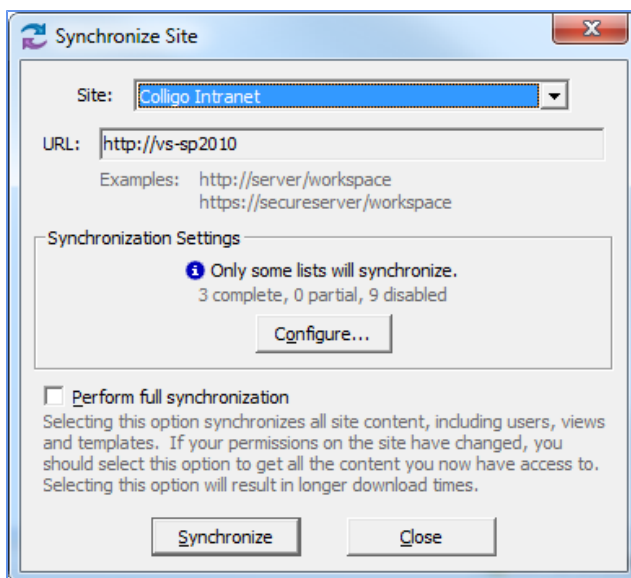 Synchronize Site
Site: Colligo Intranet
URL: http://vs-sp2010
Examples: http://server/workspace
https://secureserver/workspace
Synchronization Settings
Only some lists will synchronize.
3 complete, 0 partial, 9 disabled
Configure...
Perform full synchronization
Selecting this option synchronizes all site content, including users, views
and templates. If your permissions on the site have changed, you
should select this option to get all the content you now have access to.
Selecting this option will result in longer download times.
Synchronize Close